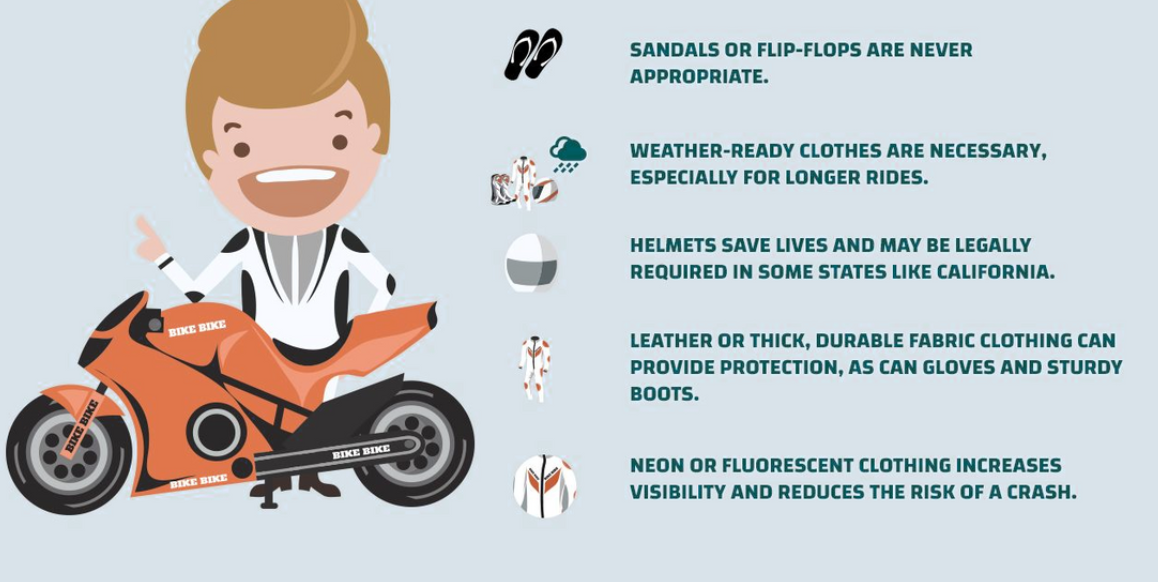 SANDALS OR FLIP-FLOPS ARE NEVER
APPROPRIATE.
WEATHER-READY CLOTHES ARE NECESSARY,
ESPECIALLY FOR LONGER RIDES.
HELMETS SAVE LIVES AND MAY BE LEGALLY
REQUIRED IN SOME STATES LIKE CALIFORNIA.
LEATHER OR THICK, DURABLE FABRIC CLOTHING CAN
PROVIDE PROTECTION, AS CAN GLOVES AND STURDY
BOOTS.
NEON OR FLUORESCENT CLOTHING INCREASES
VISIBILITY AND REDUCES THE RISK OF A CRASH.
BIKE BIKE
BIKE BIKE
BIKE BIKE
BIKE BIKE